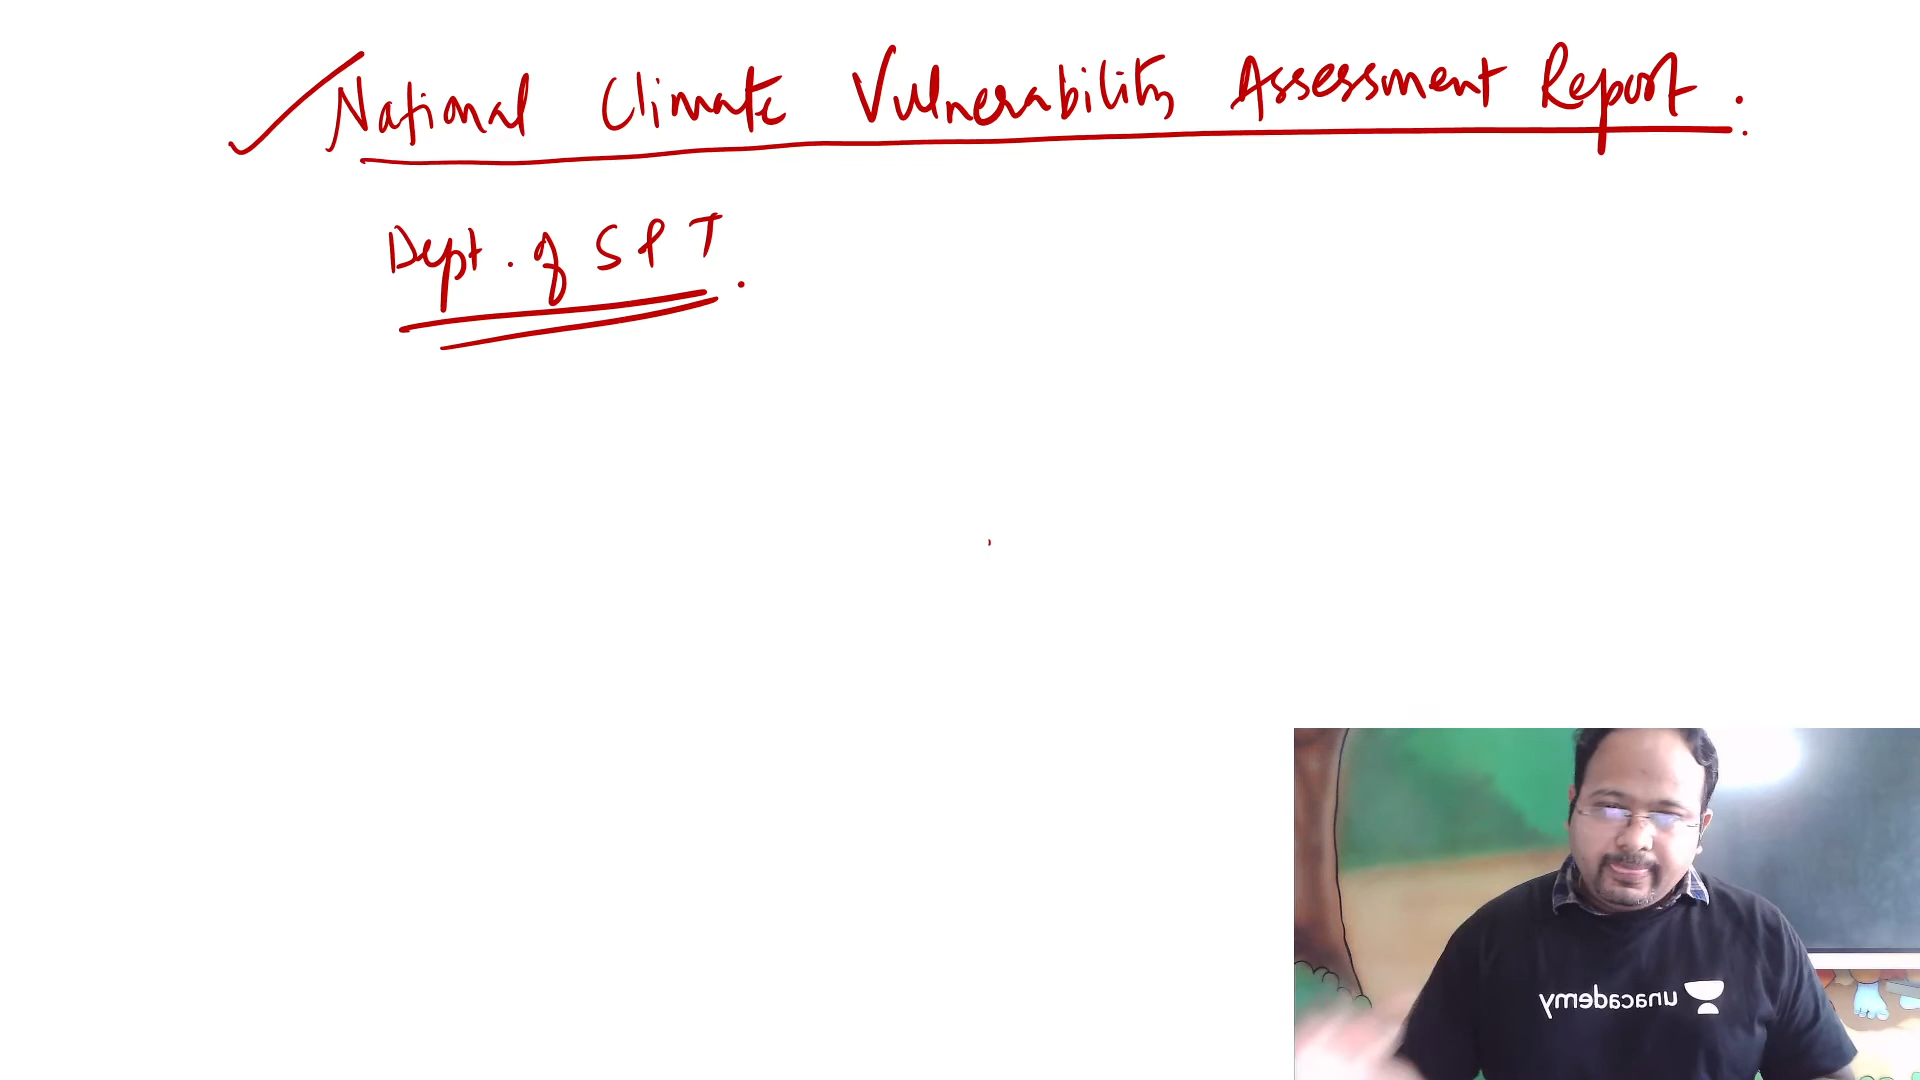 National Climate Vulnerability Assessment Report.
Dept. of S & T.
unacademy